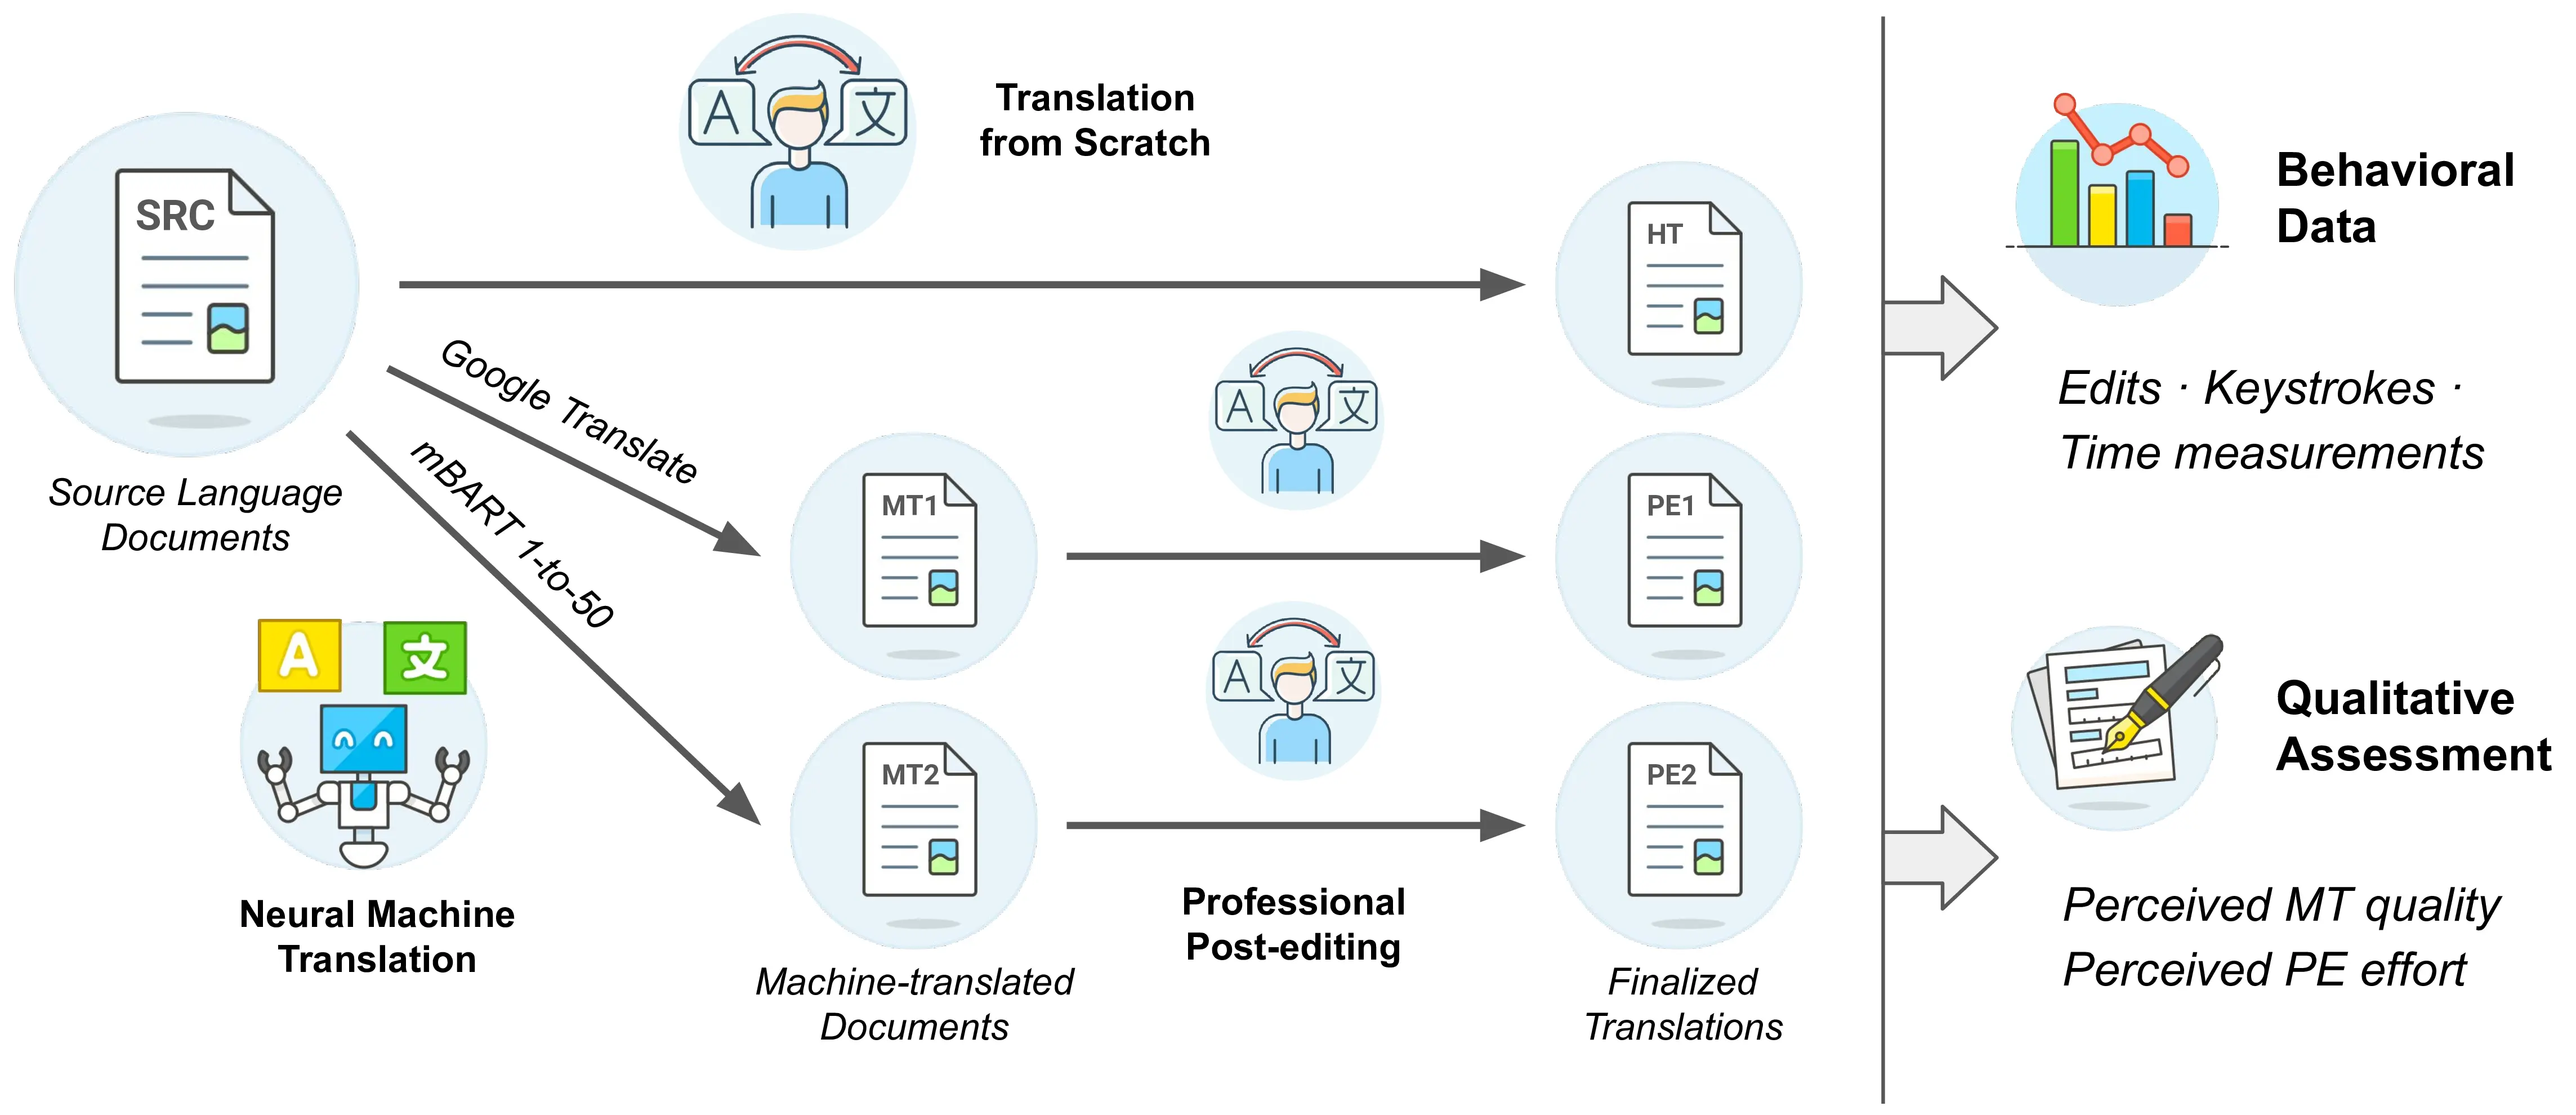 SRC
Source Language
Documents
A
文
Translation
from Scratch
Google Translate
mBART 1-to-50
A
文
Neural Machine
Translation
MT1
MT2
Machine-translated
Documents
A
文
A
文
Professional
Post-editing
HT
PE1
PE2
Finalized
Translations
Behavioral
Data
Edits · Keystrokes ·
Time measurements
Qualitative
Assessment
Perceived MT quality
Perceived PE effort